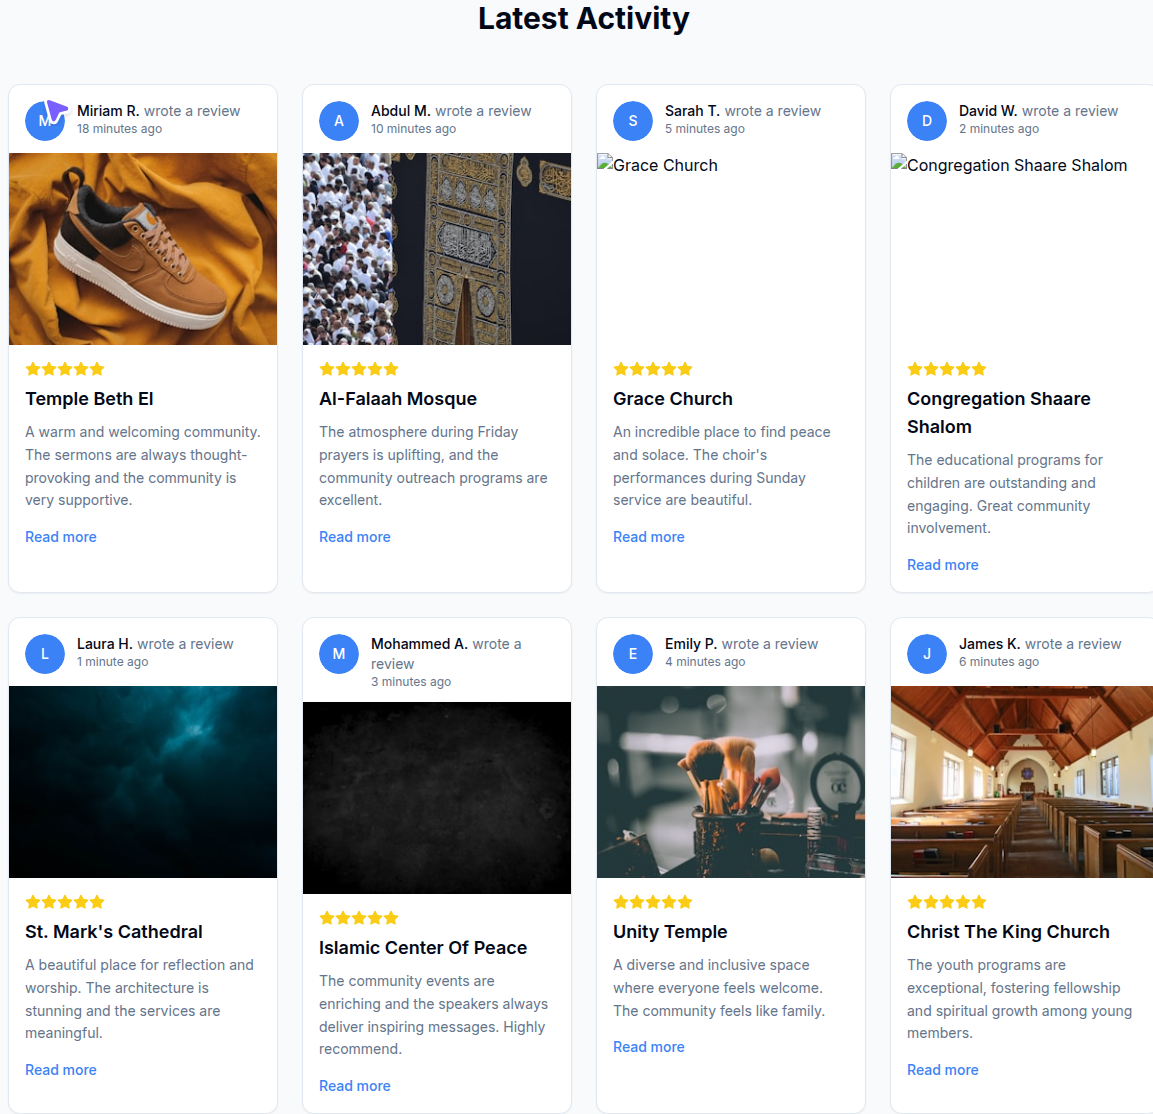 Latest Activity
M
Miriam R. wrote a review
18 minutes ago
Temple Beth El
A warm and welcoming community.
The sermons are always thought-
provoking and the community is
very supportive.
Read more
A
Abdul M. wrote a review
10 minutes ago
Al-Falaah Mosque
The atmosphere during Friday
prayers is uplifting, and the
community outreach programs are
excellent.
Read more
S
Sarah T. wrote a review
5 minutes ago
Grace Church
Grace Church
An incredible place to find peace
and solace. The choir's
performances during Sunday
service are beautiful.
Read more
D
David W. wrote a review
2 minutes ago
Congregation Shaare Shalom
Congregation Shaare
Shalom
The educational programs for
children are outstanding and
engaging. Great community
involvement.
Read more
L
Laura H. wrote a review
1 minute ago
St. Mark's Cathedral
A beautiful place for reflection and
worship. The architecture is
stunning and the services are
meaningful.
Read more
M
Mohammed A. wrote a
review
3 minutes ago
Islamic Center Of Peace
The community events are
enriching and the speakers always
deliver inspiring messages. Highly
recommend.
Read more
E
Emily P. wrote a review
4 minutes ago
Unity Temple
A diverse and inclusive space
where everyone feels welcome.
The community feels like family.
Read more
J
James K. wrote a review
6 minutes ago
Christ The King Church
The youth programs are
exceptional, fostering fellowship
and spiritual growth among young
members.
Read more